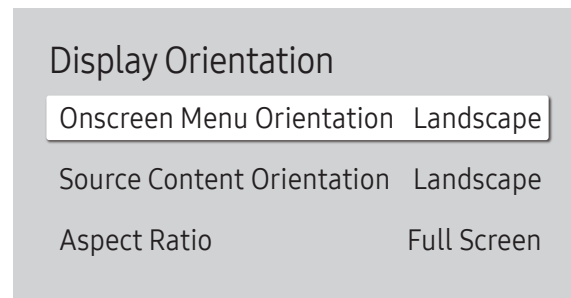 Display Orientation
Onscreen Menu Orientation Landscape
Source Content Orientation Landscape
Aspect Ratio Full Screen